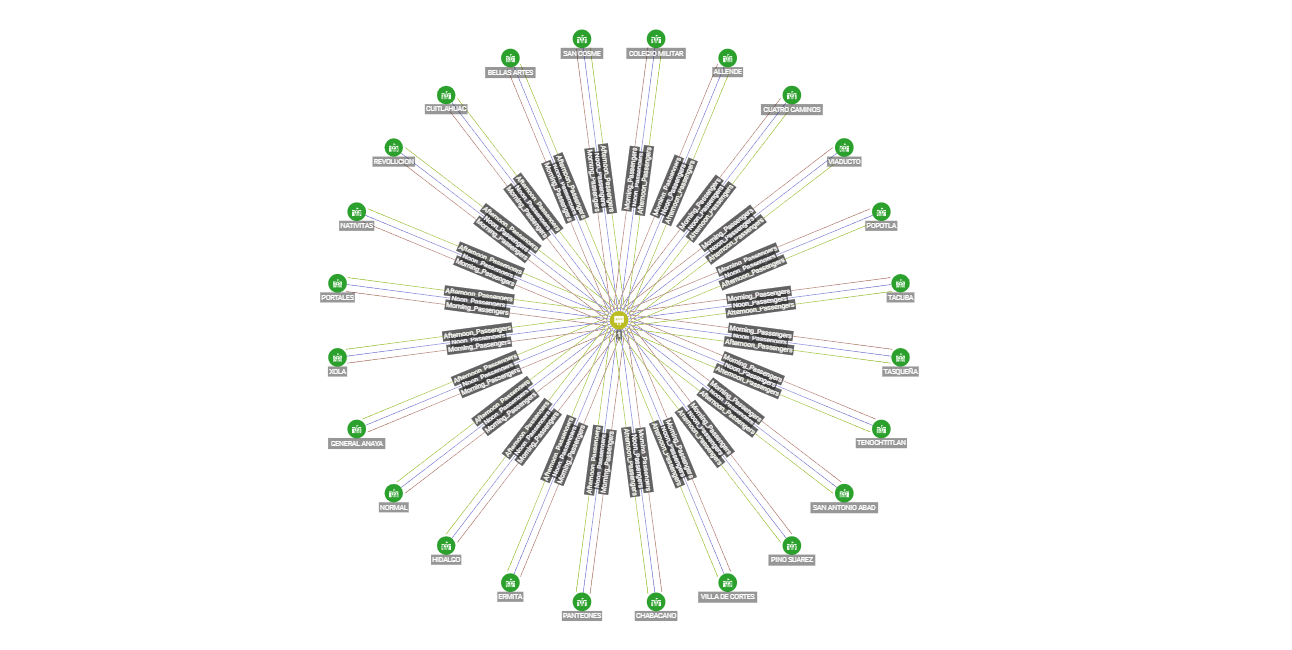 SAN COSME
COLEGIO MILITAR
BELLAS ARTES
ALLENDE
CUITLAHUAC
CUATRO CAMINOS
REVOLUCION
VIADUCTO
NATIVITAS
POPOTLA
PORTALES
TACUBA
XOLA
TASQUEÑA
GENERAL ANAYA
TENOCHTITLAN
NORMAL
SAN ANTONIO ABAD
HIDALGO
PINO SUAREZ
ERMITA
VILLA DE CORTES
PANTEONES
CHABACANO
Morning_Passengers
Noon_Passengers
Afternoon_Passengers
Morning_Passengers
Noon_Passengers
Afternoon_Passengers
Morning_Passengers
Noon_Passengers
Afternoon_Passengers
Morning_Passengers
Noon_Passengers
Afternoon_Passengers
Morning_Passengers
Noon_Passengers
Afternoon_Passengers
Morning_Passengers
Noon_Passengers
Afternoon_Passengers
Morning_Passengers
Noon_Passengers
Afternoon_Passengers
Morning_Passengers
Noon_Passengers
Afternoon_Passengers
Morning_Passengers
Noon_Passengers
Afternoon_Passengers
Morning_Passengers
Noon_Passengers
Afternoon_Passengers
Morning_Passengers
Noon_Passengers
Afternoon_Passengers
Morning_Passengers
Noon_Passengers
Afternoon_Passengers
Morning_Passengers
Noon_Passengers
Afternoon_Passengers
Morning_Passengers
Noon_Passengers
Afternoon_Passengers
Morning_Passengers
Noon_Passengers
Afternoon_Passengers
Morning_Passengers
Noon_Passengers
Afternoon_Passengers
Morning_Passengers
Noon_Passengers
Afternoon_Passengers
Morning_Passengers
Noon_Passengers
Afternoon_Passengers
Morning_Passengers
Noon_Passengers
Afternoon_Passengers
Morning_Passengers
Noon_Passengers
Afternoon_Passengers
Morning_Passengers
Noon_Passengers
Afternoon_Passengers
Morning_Passengers
Noon_Passengers
Afternoon_Passengers
Morning_Passengers
Noon_Passengers
Afternoon_Passengers
Morning_Passengers
Noon_Passengers
Afternoon_Passengers